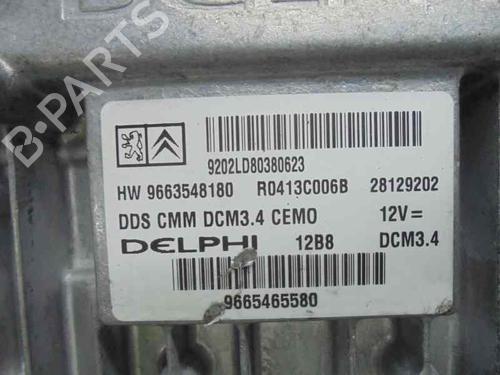 9202LD80380623
HW 9663548180 R0413C006B 28129202
DDS CMM DCM3.4 CEMO 12V=
DELPHI 12B8 DCM3.4
9665465580
B-PARTS